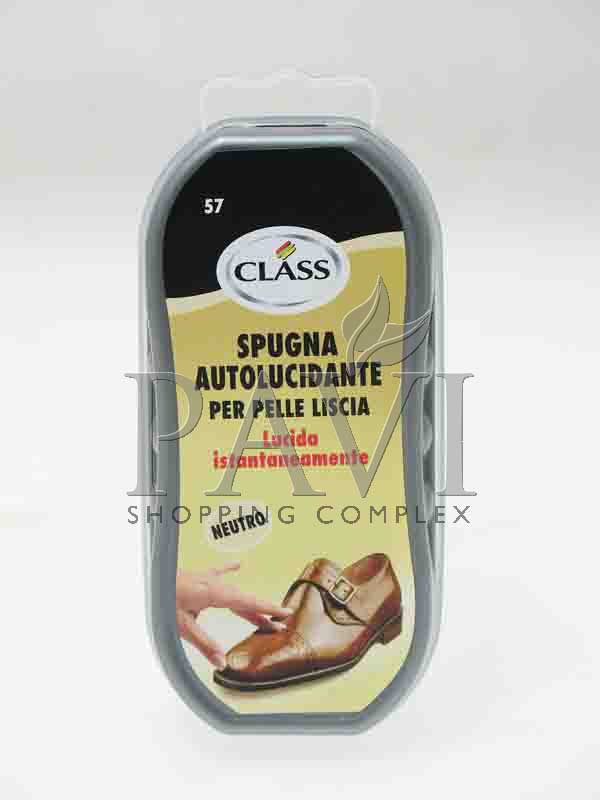 57
CLASS
SPUGNA
AUTOLUCIDANTE
PER PELLE LISCIA
Lucida
istantaneamente
PAVI
SHOPPING COMPLEX
NEUTRO